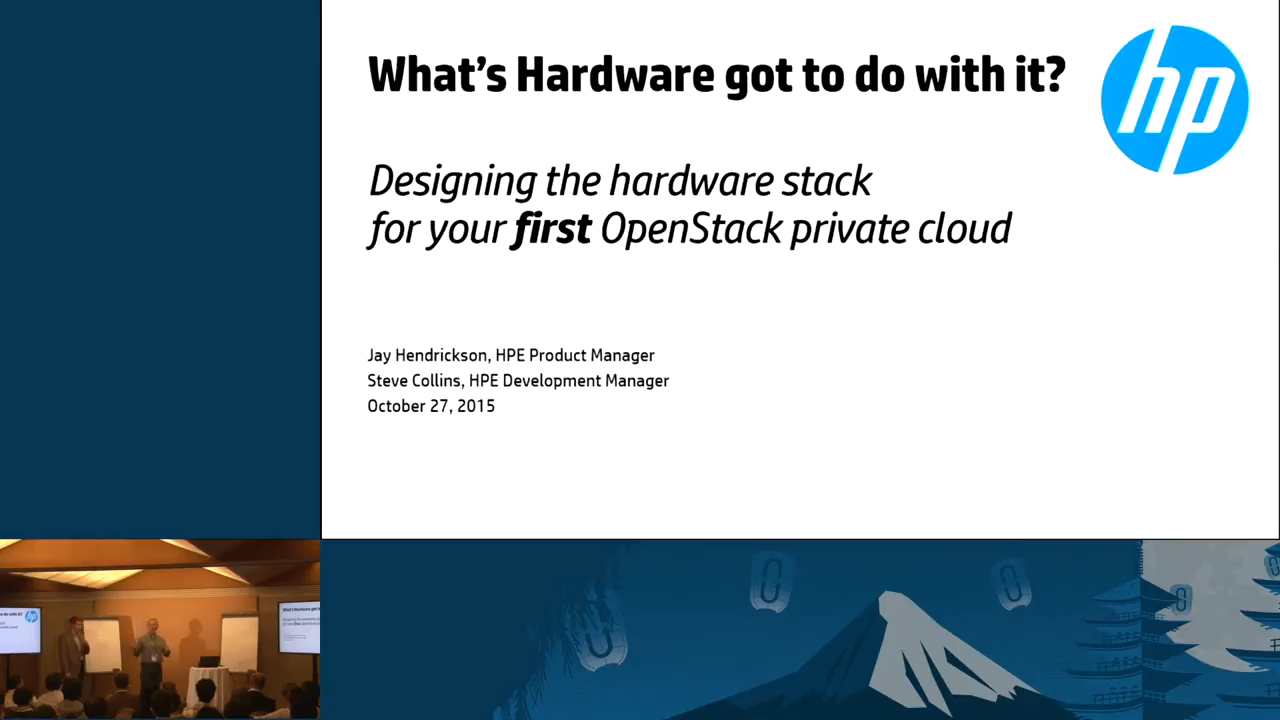 What's Hardware got to do with it?
hp
Designing the hardware stack
for your first OpenStack private cloud
Jay Hendrickson, HPE Product Manager
Steve Collins, HPE Development Manager
October 27, 2015